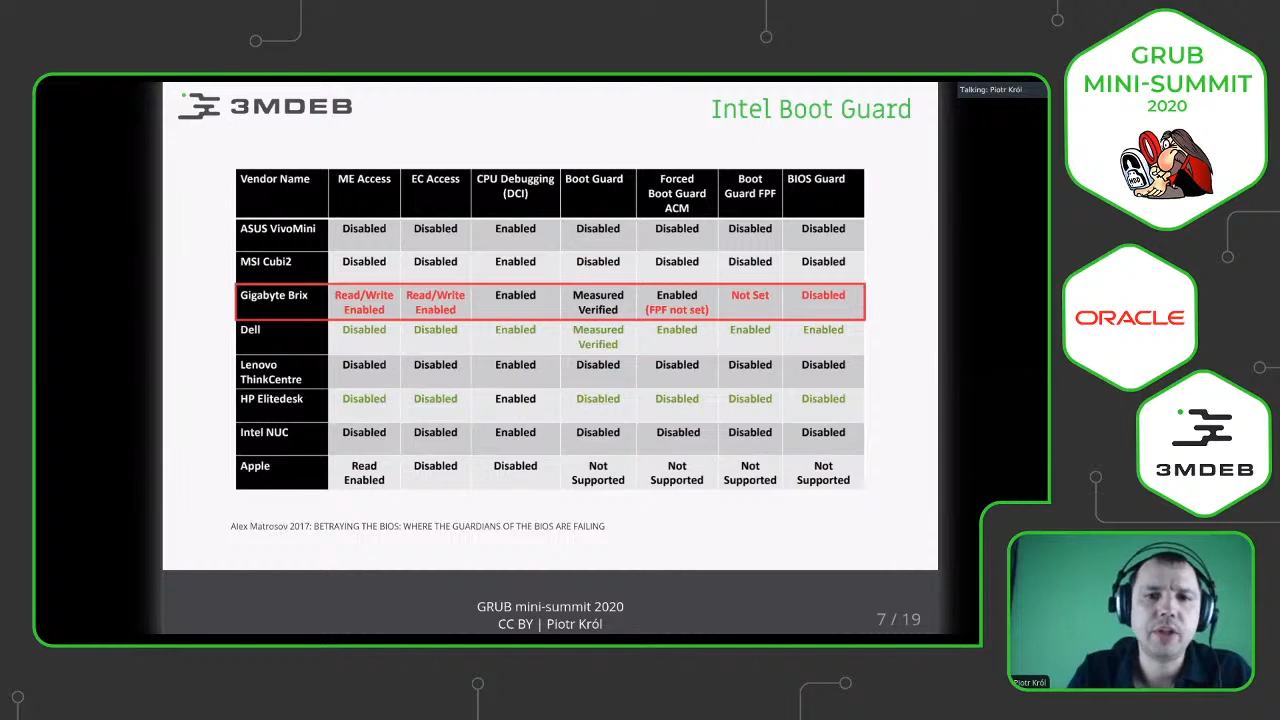 3MDEB
Intel Boot Guard
Talking: Piotr Król
GRUB
MINI-SUMMIT
2020
Vendor Name ME Access EC Access CPU Debugging Boot Guard Forced Boot BIOS Guard
(DCI) Boot Guard Guard FPF
ACM
ASUS VivoMini Disabled Disabled Enabled Disabled Disabled Disabled Disabled
MSI Cubi2 Disabled Disabled Enabled Disabled Disabled Disabled Disabled
Gigabyte Brix Read/Write Read/Write Enabled Measured Enabled Not Set Disabled
Enabled Enabled Verified (FPF not set)
Dell Disabled Disabled Enabled Measured Enabled Enabled Enabled
Verified
Lenovo Disabled Disabled Enabled Disabled Disabled Disabled Disabled
ThinkCentre
HP Elitedesk Disabled Disabled Enabled Disabled Disabled Disabled Disabled
Intel NUC Disabled Disabled Enabled Disabled Disabled Disabled Disabled
Apple Read Disabled Disabled Not Not Not Not
Enabled Supported Supported Supported Supported
Alex Matrosov 2017: BETRAYING THE BIOS: WHERE THE GUARDIANS OF THE BIOS ARE FAILING
GRUB mini-summit 2020
CC BY | Piotr Król
7 / 19
ORACLE
3MDEB
Piotr Król